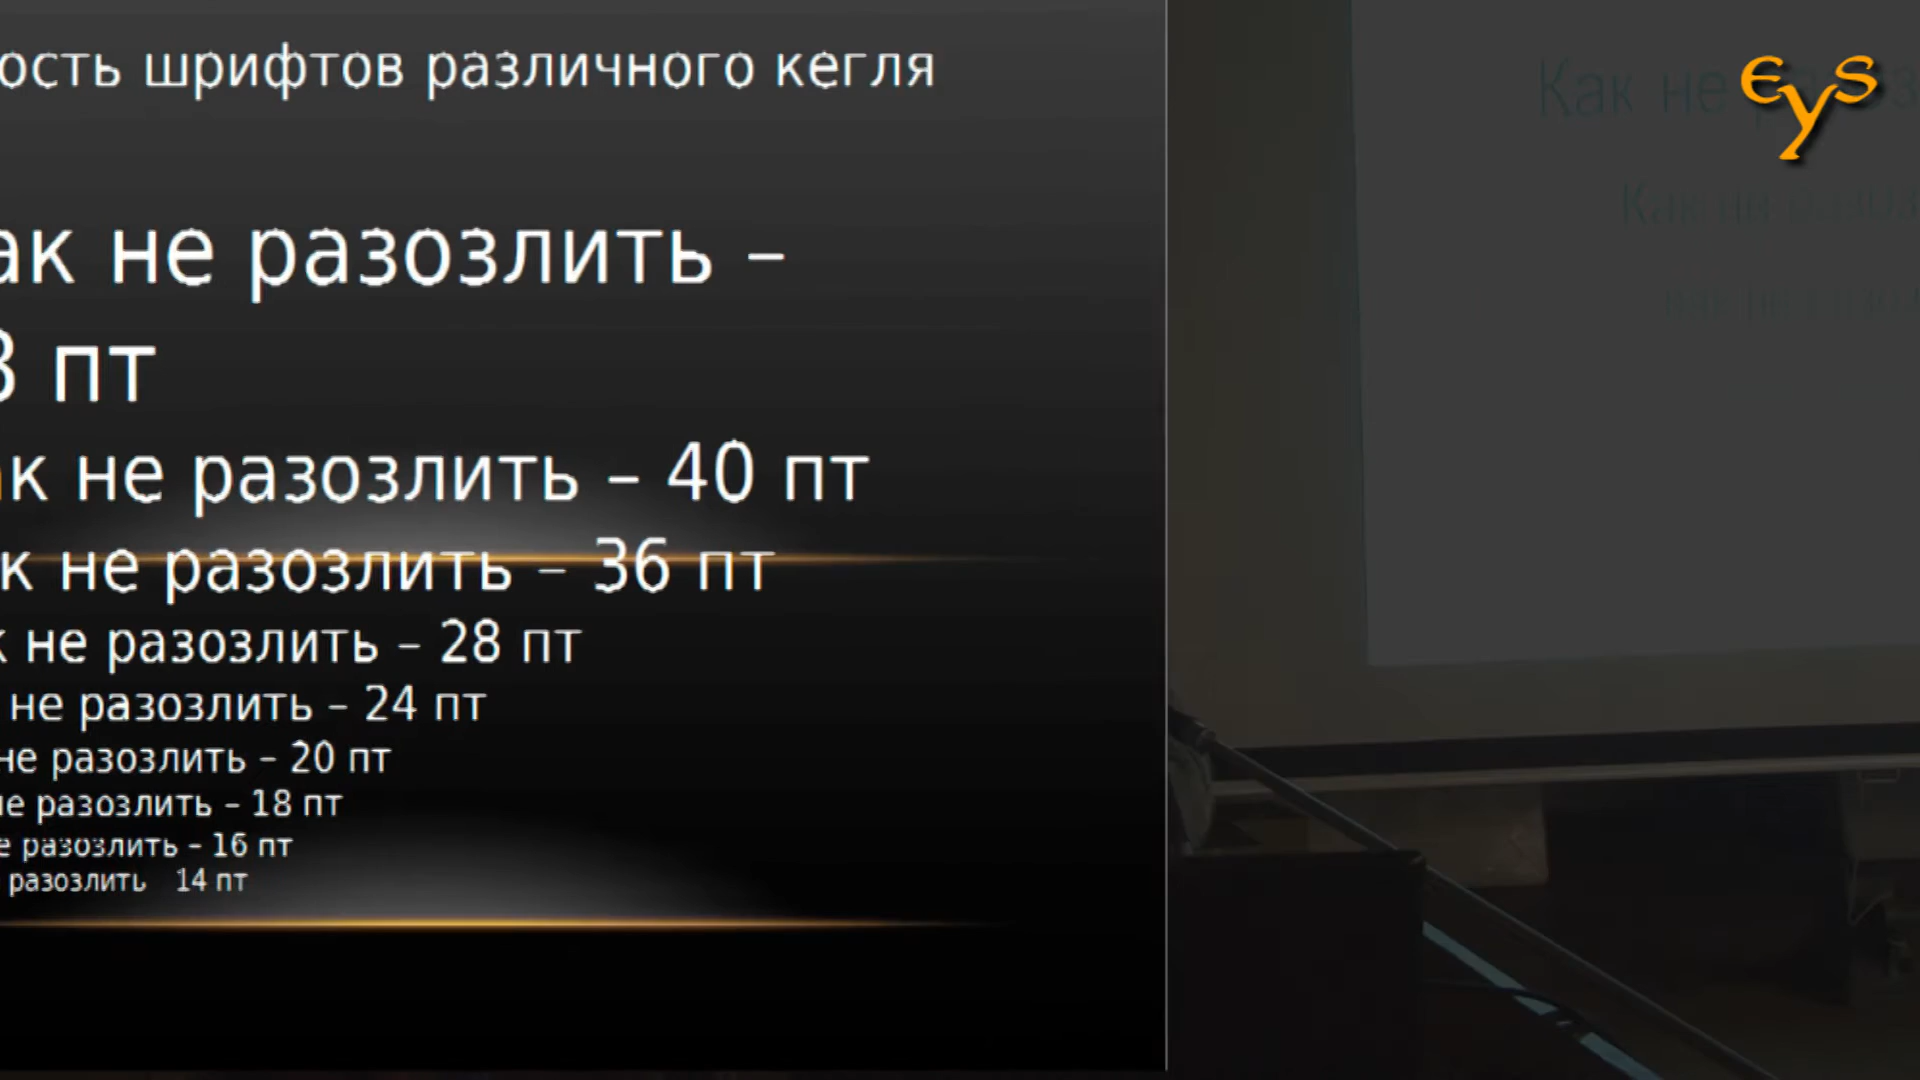 ость шрифтов различного кегля
ак не разозлить –
8 пт
ак не разозлить – 40 пт
к не разозлить – 36 пт
к не разозлить – 28 пт
не разозлить – 24 пт
не разозлить – 20 пт
не разозлить – 18 пт
е разозлить – 16 пт
разозлить 14 пт
Как не
eys